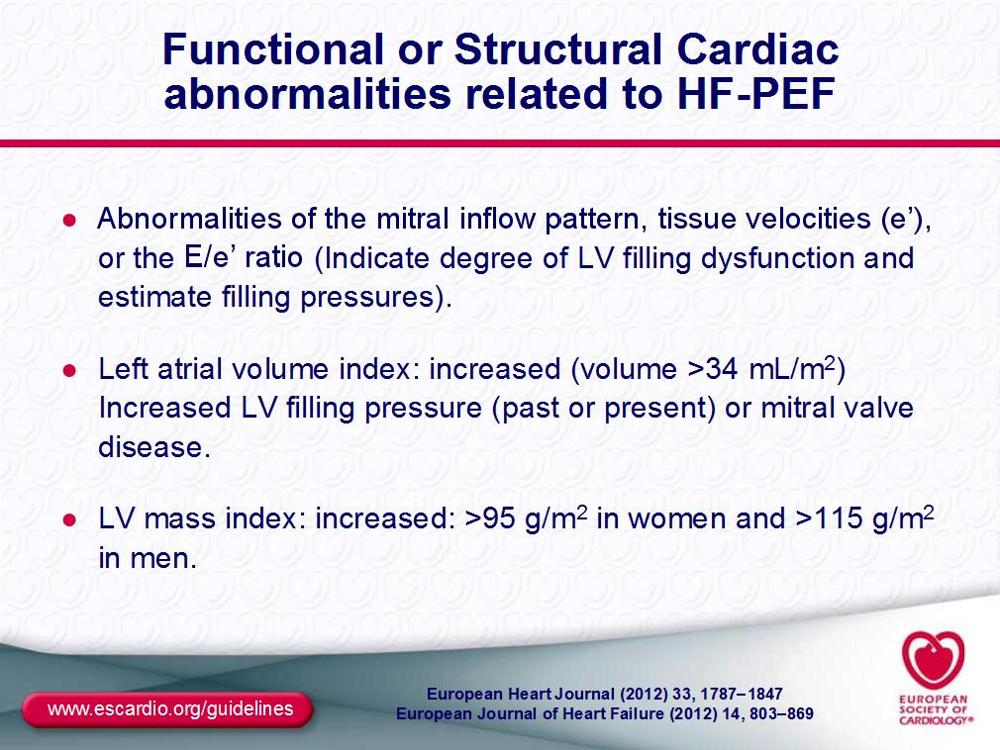 Functional or Structural Cardiac
abnormalities related to HF-PEF
● Abnormalities of the mitral inflow pattern, tissue velocities (e’),
or the E/e’ ratio (Indicate degree of LV filling dysfunction and
estimate filling pressures).
● Left atrial volume index: increased (volume >34 mL/m²)
Increased LV filling pressure (past or present) or mitral valve
disease.
● LV mass index: increased: >95 g/m² in women and >115 g/m²
in men.
www.escardio.org/guidelines
European Heart Journal (2012) 33, 1787–1847
European Journal of Heart Failure (2012) 14, 803–869
EUROPEAN
SOCIETY OF
CARDIOLOGY®